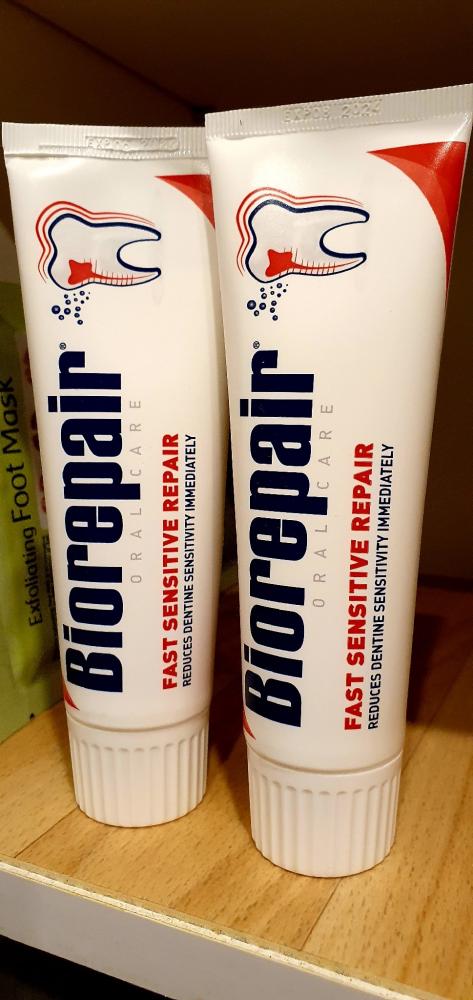 Exfoliating Foot Mask
Biorepair®
ORAL CARE
FAST SENSITIVE REPAIR
REDUCES DENTINE SENSITIVITY IMMEDIATELY
Biorepair®
ORAL CARE
FAST SENSITIVE REPAIR
REDUCES DENTINE SENSITIVITY IMMEDIATELY